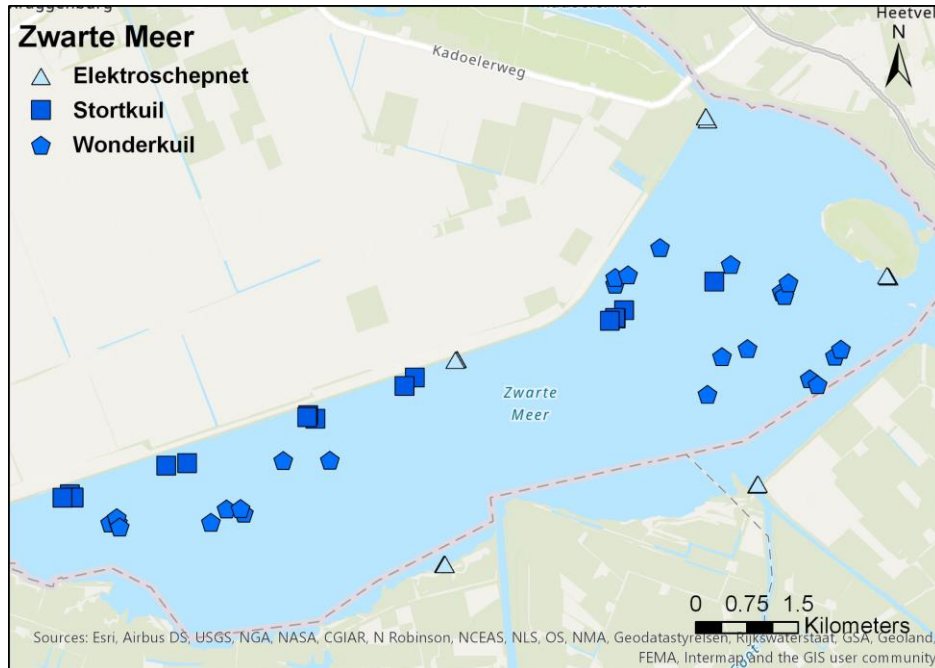 Kraggenburg
Heetvel
Zwarte Meer
N
Kadoelerweg
Elektroschepnet
Stortkuil
Wonderkuil
Zwarte
Meer
0 0.75 1.5
Kilometers
Sources: Esri, Airbus DS, USGS, NGA, NASA, CGIAR, N Robinson, NCEAS, NLS, OS, NMA, Geodatastyrelsen, Rijkswaterstaat, GSA, Geoland,
FEMA, Intermap and the GIS user community